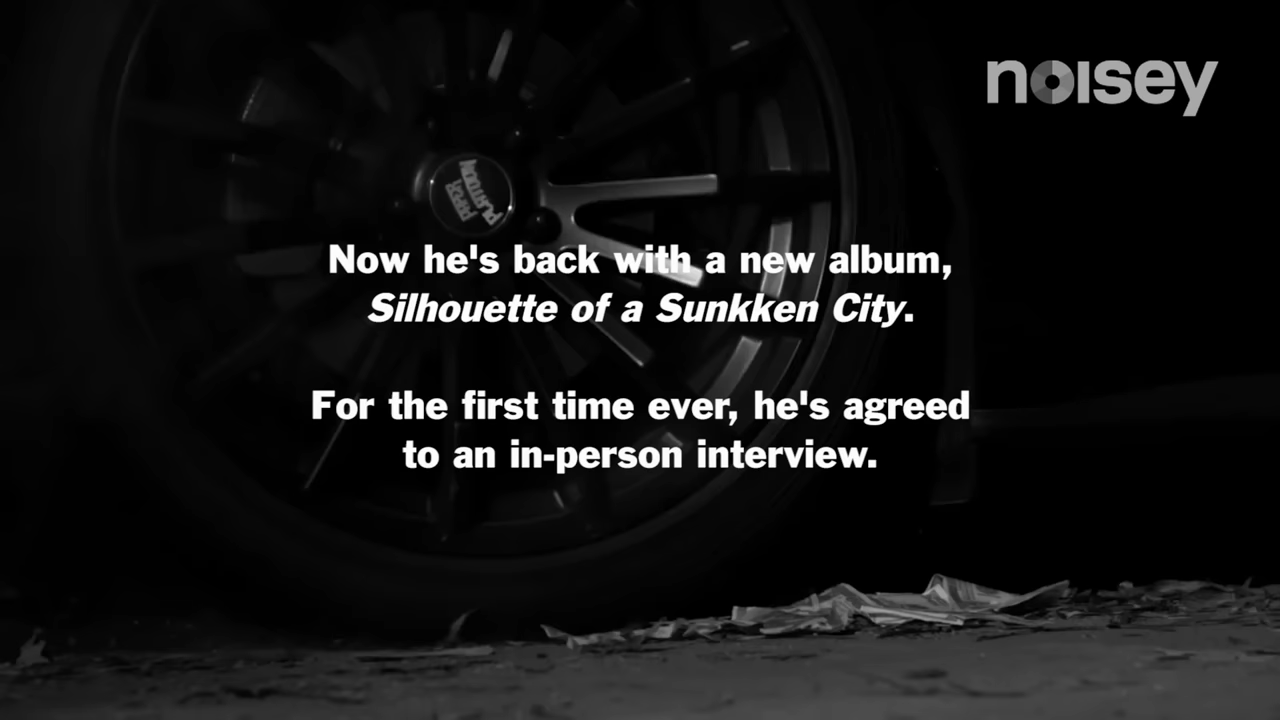 noisey
Now he's back with a new album,
Silhouette of a Sunkken City.
For the first time ever, he's agreed
to an in-person interview.